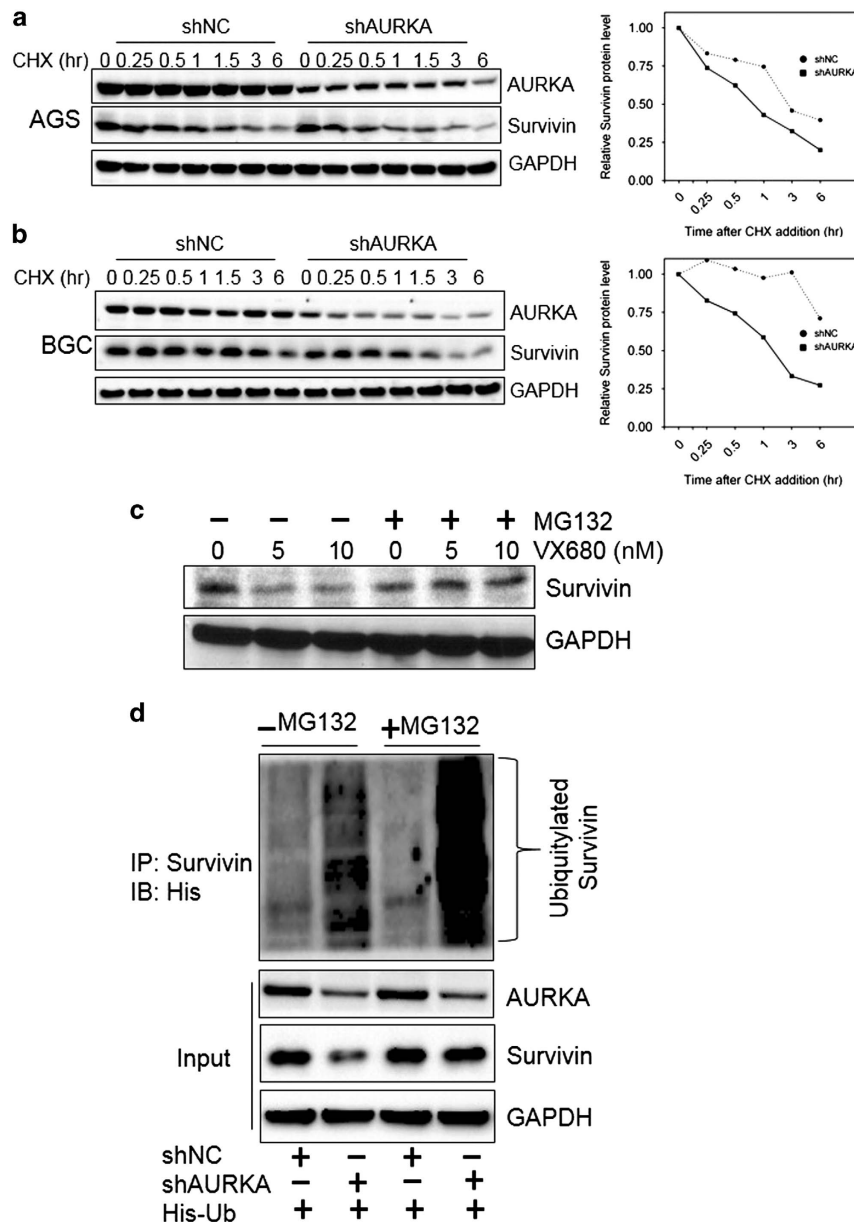 a
shNC shAURKA
CHX (hr) 0 0.25 0.5 1 1.5 3 6 0 0.25 0.5 1 1.5 3 6
AGS
AURKA
Survivin
GAPDH
Relative Survivin protein level
1.00
0.75
0.50
0.25
0.00
shNC
shAURKA
0 0.25 0.5 1 3 6
Time after CHX addition (hr)
b
shNC shAURKA
CHX (hr) 0 0.25 0.5 1 1.5 3 6 0 0.25 0.5 1 1.5 3 6
BGC
AURKA
Survivin
GAPDH
Relative Survivin protein level
1.00
0.75
0.50
0.25
0.00
shNC
shAURKA
0 0.25 0.5 1 3 6
Time after CHX addition (hr)
c
− − − + + + MG132
0 5 10 0 5 10 VX680 (nM)
Survivin
GAPDH
d
−MG132 +MG132
IP: Survivin
IB: His
Ubiquitylated
Survivin
Input
AURKA
Survivin
GAPDH
shNC + − + −
shAURKA − + − +
His-Ub + + + +